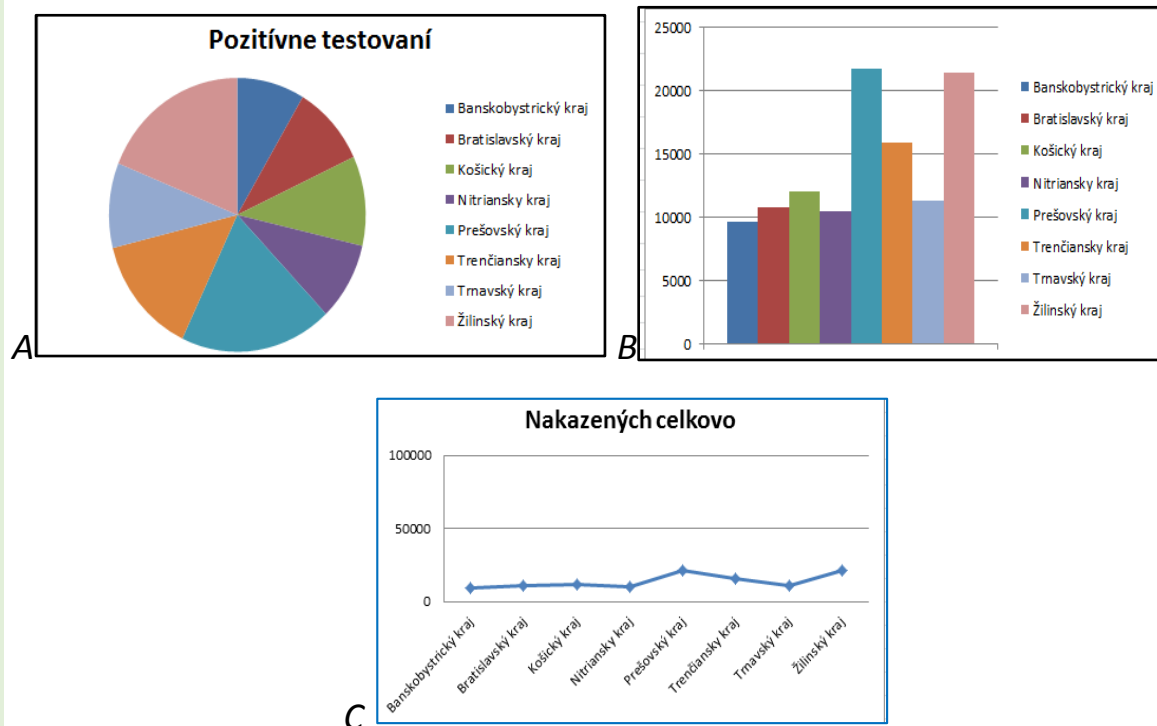 Pozitívne testovaní
Banskobystrický kraj
Bratislavský kraj
Košický kraj
Nitriansky kraj
Prešovský kraj
Trenčiansky kraj
Trnavský kraj
Žilinský kraj
A
25000
20000
15000
10000
5000
0
Banskobystrický kraj
Bratislavský kraj
Košický kraj
Nitriansky kraj
Prešovský kraj
Trenčiansky kraj
Trnavský kraj
Žilinský kraj
B
Nakazených celkovo
100000
50000
0
Banskobystrický kraj
Bratislavský kraj
Košický kraj
Nitriansky kraj
Prešovský kraj
Trenčiansky kraj
Trnavský kraj
Žilinský kraj
C